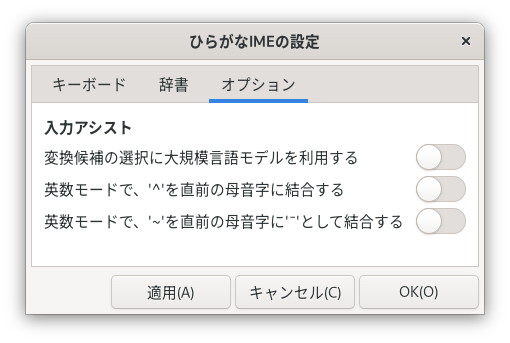 ひらがなIMEの設定
キーボード 辞書 オプション
入力アシスト
変換候補の選択に大規模言語モデルを利用する
英数モードで、'^'を直前の母音字に結合する
英数モードで、'~'を直前の母音字に'¯'として結合する
適用(A) キャンセル(C) OK(O)